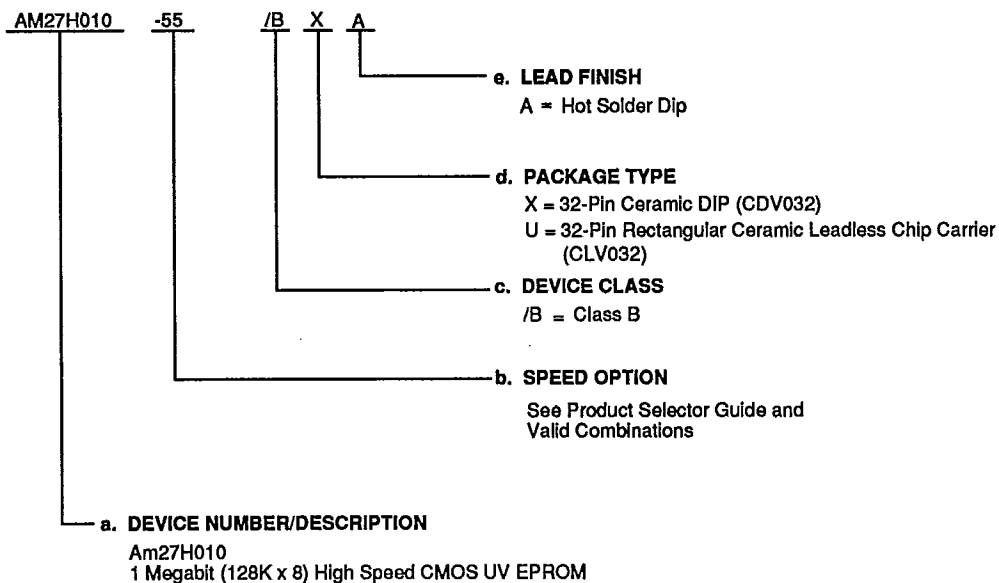 AM27H010 -55 /B X A
e. LEAD FINISH
A = Hot Solder Dip
d. PACKAGE TYPE
X = 32-Pin Ceramic DIP (CDV032)
U = 32-Pin Rectangular Ceramic Leadless Chip Carrier
(CLV032)
c. DEVICE CLASS
/B = Class B
b. SPEED OPTION
See Product Selector Guide and
Valid Combinations
a. DEVICE NUMBER/DESCRIPTION
Am27H010
1 Megabit (128K x 8) High Speed CMOS UV EPROM